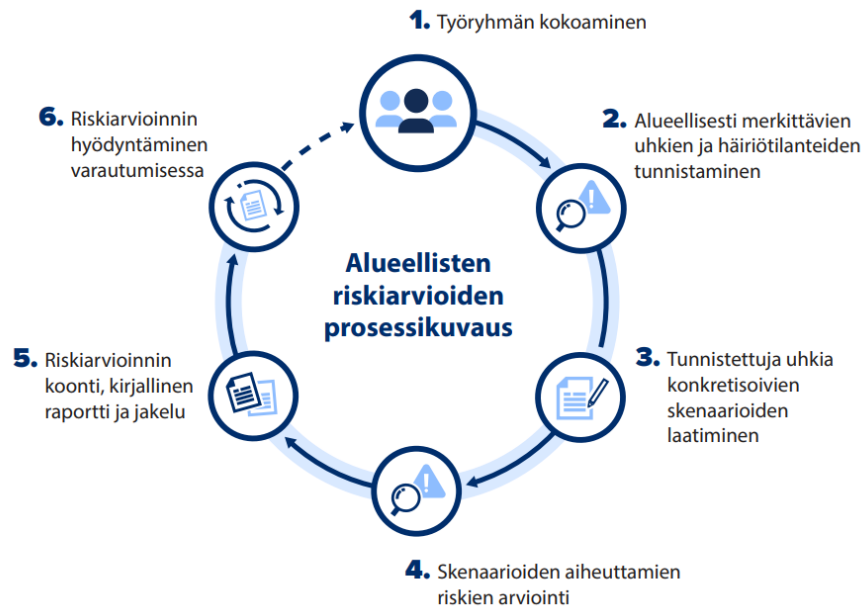 1. Työryhmän kokoaminen
2. Alueellisesti merkittävien
uhkien ja häiriötilanteiden
tunnistaminen
3. Tunnistettuja uhkia
konkretisoivien
skenaarioiden
laatiminen
4. Skenaarioiden aiheuttamien
riskien arviointi
5. Riskiarvioinnin
koonti, kirjallinen
raportti ja jakelu
6. Riskiarvioinnin
hyödyntäminen
varautumisessa
Alueellisten
riskiarvioiden
prosessikuvaus